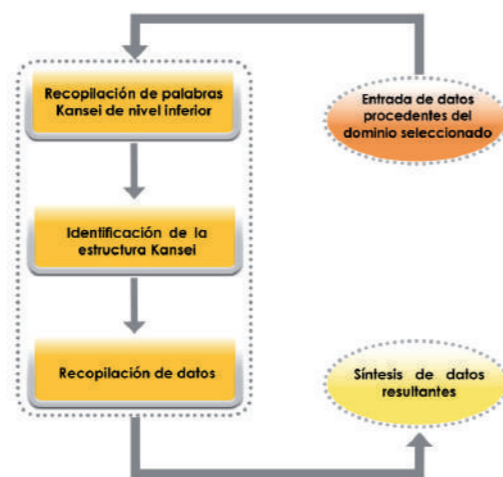 Recopilación de palabras
Kansei de nivel inferior
Entrada de datos
procedentes del
dominio seleccionado
Identificación de la
estructura Kansei
Recopilación de datos
Síntesis de datos
resultantes